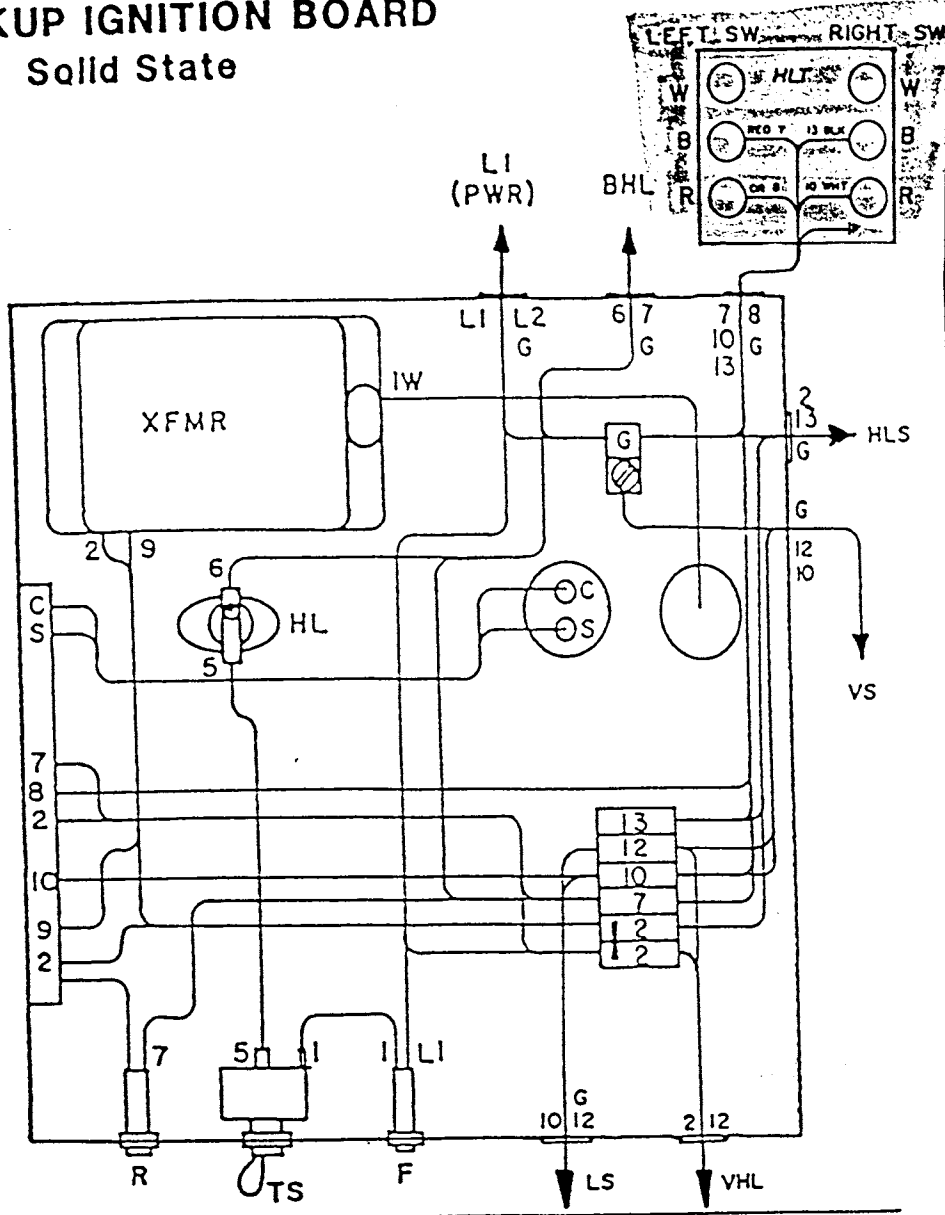 KUP IGNITION BOARD
Solid State
LEFT SW. RIGHT SW
W HLT W
B RED 7 13 BLK B
R OR 8 10 WHT R
L1
(PWR)
BHL
L1 L2
G
6 7
G
7 8
10 G
13
1W
XFMR
2
13
G
HLS
G
G
12
10
VS
2 9
6
HL
5
C
S
C
S
7
8
2
10
9
2
13
12
10
7
2
2
7
5 1
1 L1
G
10 12
2 12
R
TS
F
LS
VHL